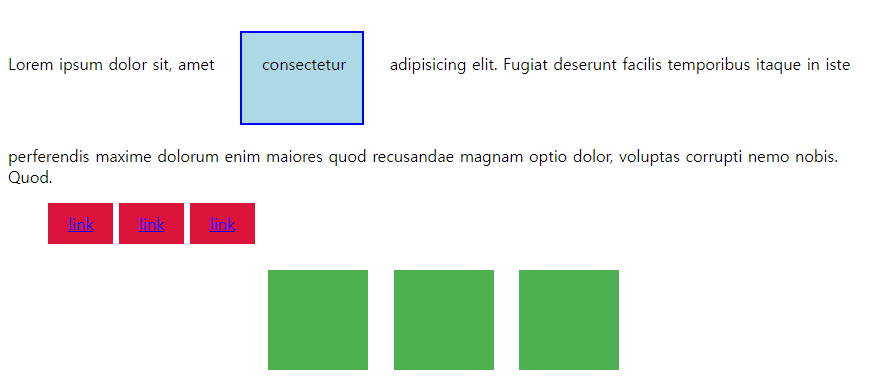 Lorem ipsum dolor sit, amet consectetur adipisicing elit. Fugiat deserunt facilis temporibus itaque in iste
perferendis maxime dolorum enim maiores quod recusandae magnam optio dolor, voluptas corrupti nemo nobis.
Quod.
link link link